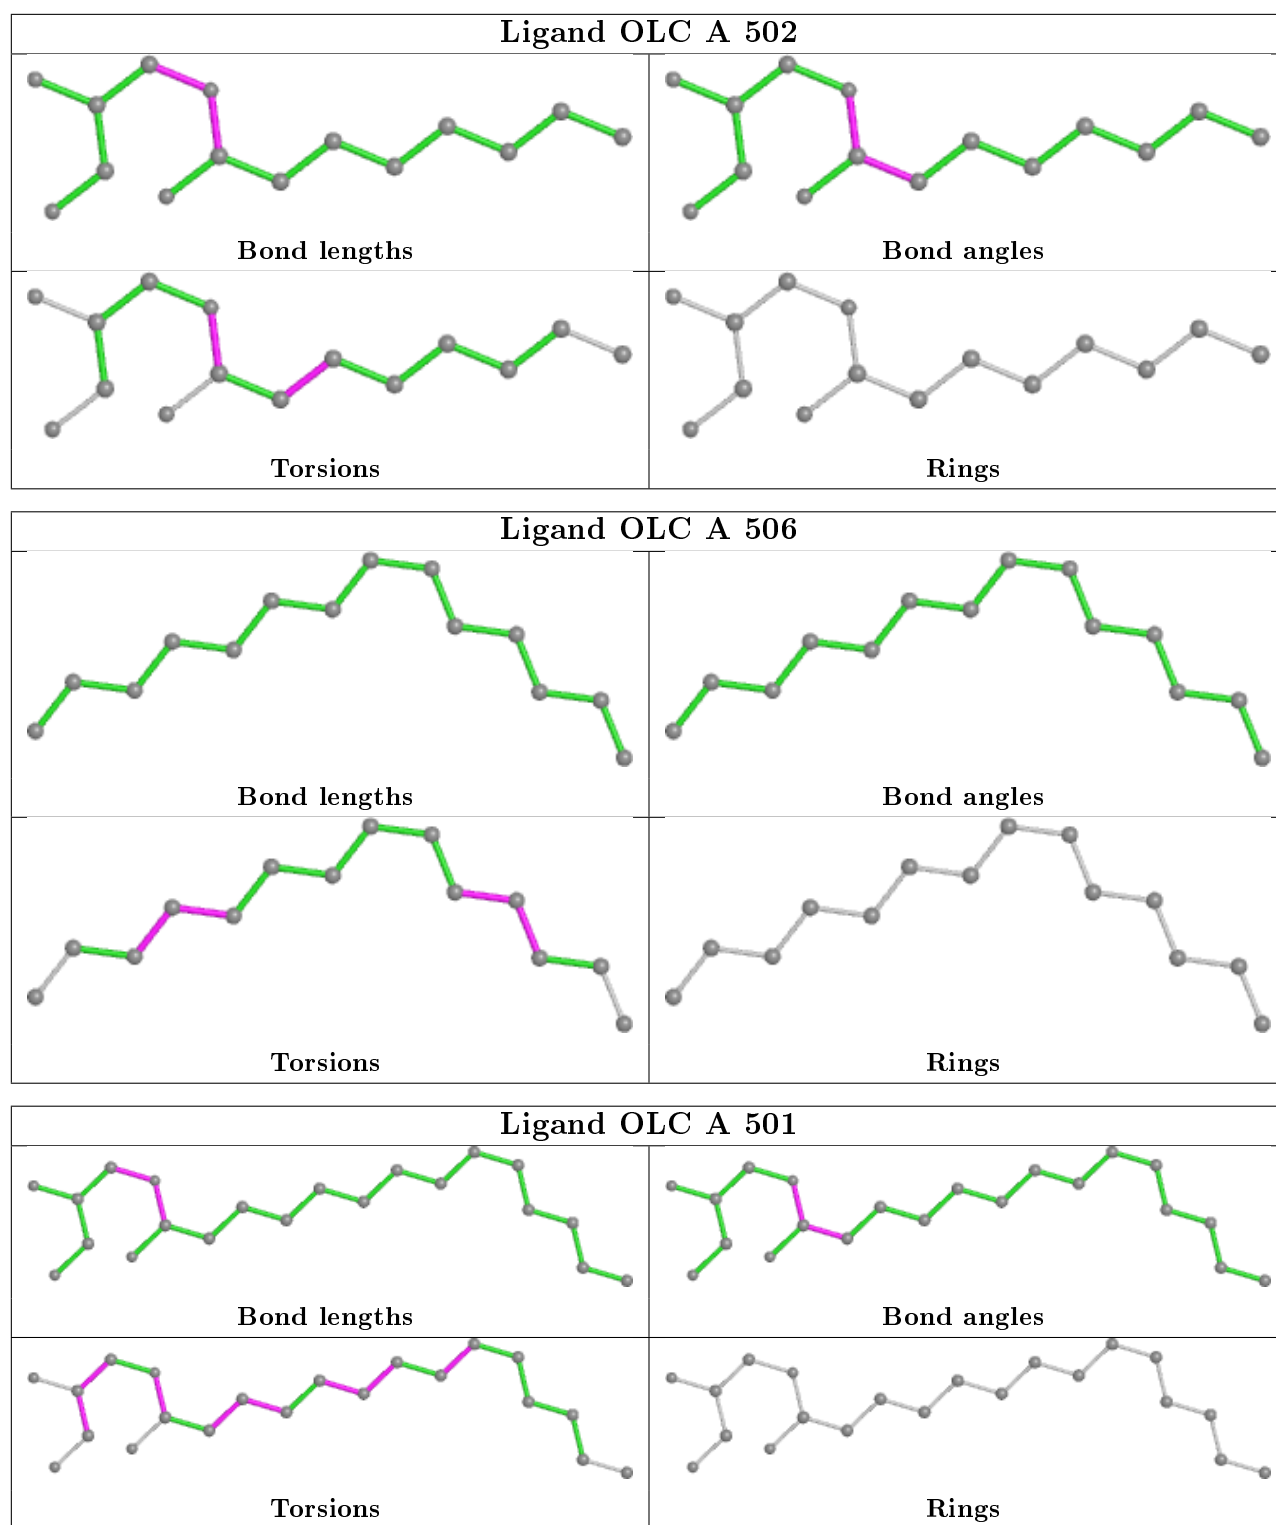 Ligand OLC A 502
Bond lengths
Bond angles
Torsions
Rings
Ligand OLC A 506
Bond lengths
Bond angles
Torsions
Rings
Ligand OLC A 501
Bond lengths
Bond angles
Torsions
Rings